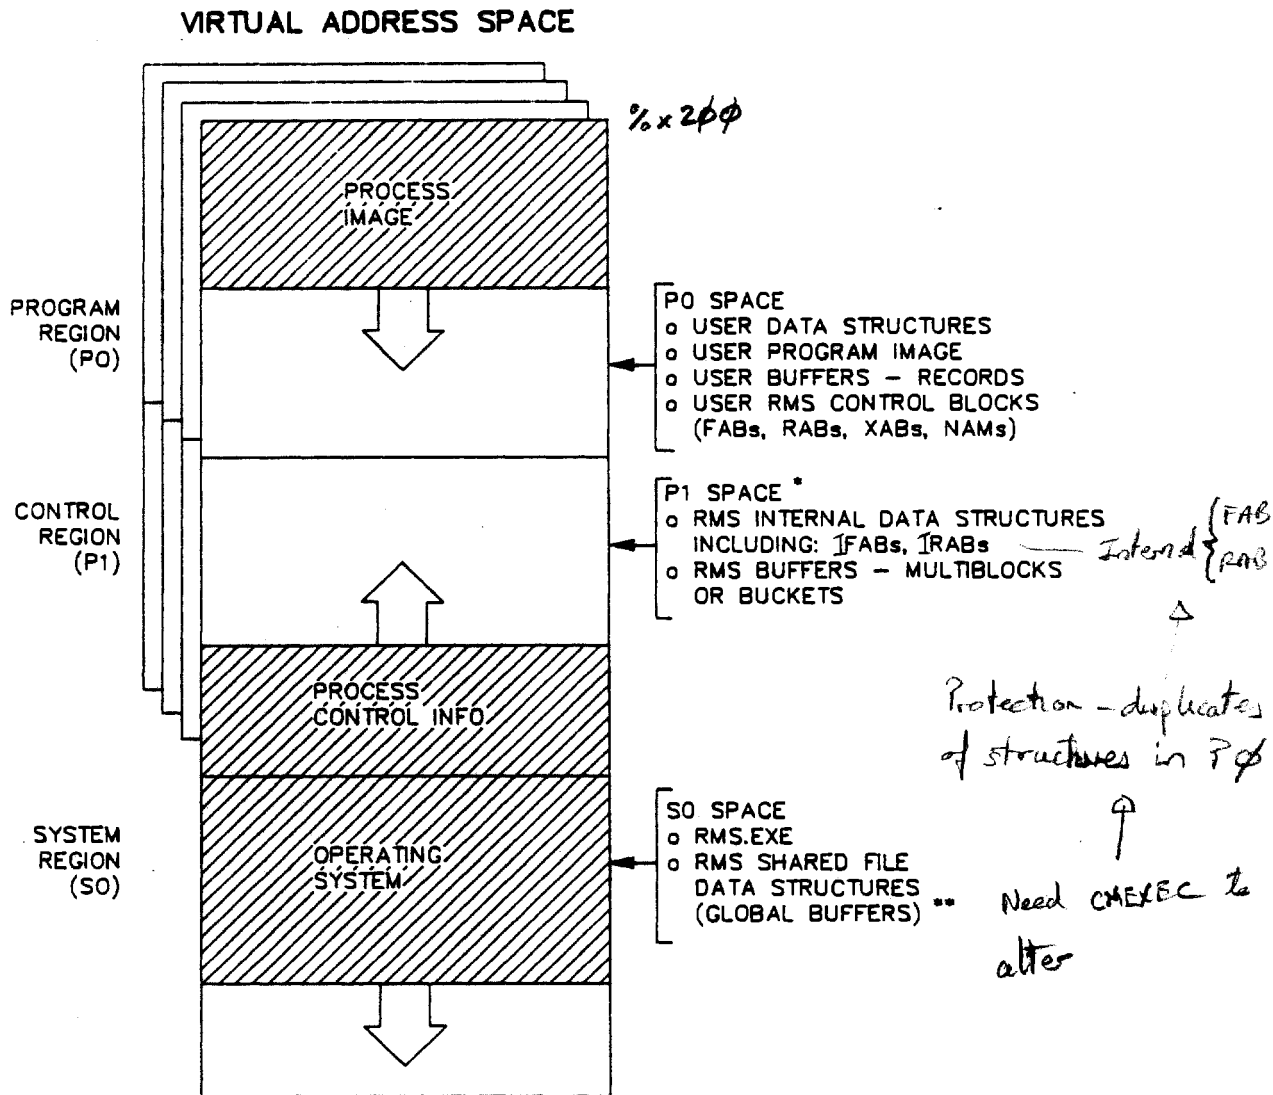 VIRTUAL ADDRESS SPACE
% x 2ØØ
PROCESS
IMAGE
PROGRAM
REGION
(P0)
P0 SPACE
o USER DATA STRUCTURES
o USER PROGRAM IMAGE
o USER BUFFERS – RECORDS
o USER RMS CONTROL BLOCKS
(FABs, RABs, XABs, NAMs)
CONTROL
REGION
(P1)
P1 SPACE *
o RMS INTERNAL DATA STRUCTURES
INCLUDING: IFABs, IRABs
o RMS BUFFERS – MULTIBLOCKS
OR BUCKETS
Internal { FAB
RAB
PROCESS
CONTROL INFO.
Protection - duplicates
of structures in PØ
SYSTEM
REGION
(S0)
OPERATING
SYSTEM
S0 SPACE
o RMS.EXE
o RMS SHARED FILE
DATA STRUCTURES
(GLOBAL BUFFERS) **
Need CMEXEC to
alter